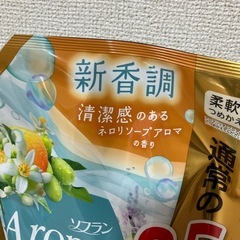 新香調
清潔感のある
ネロリソープアロマ
の香り
ソフラン
Aroma
柔軟
つめかえ
通常の